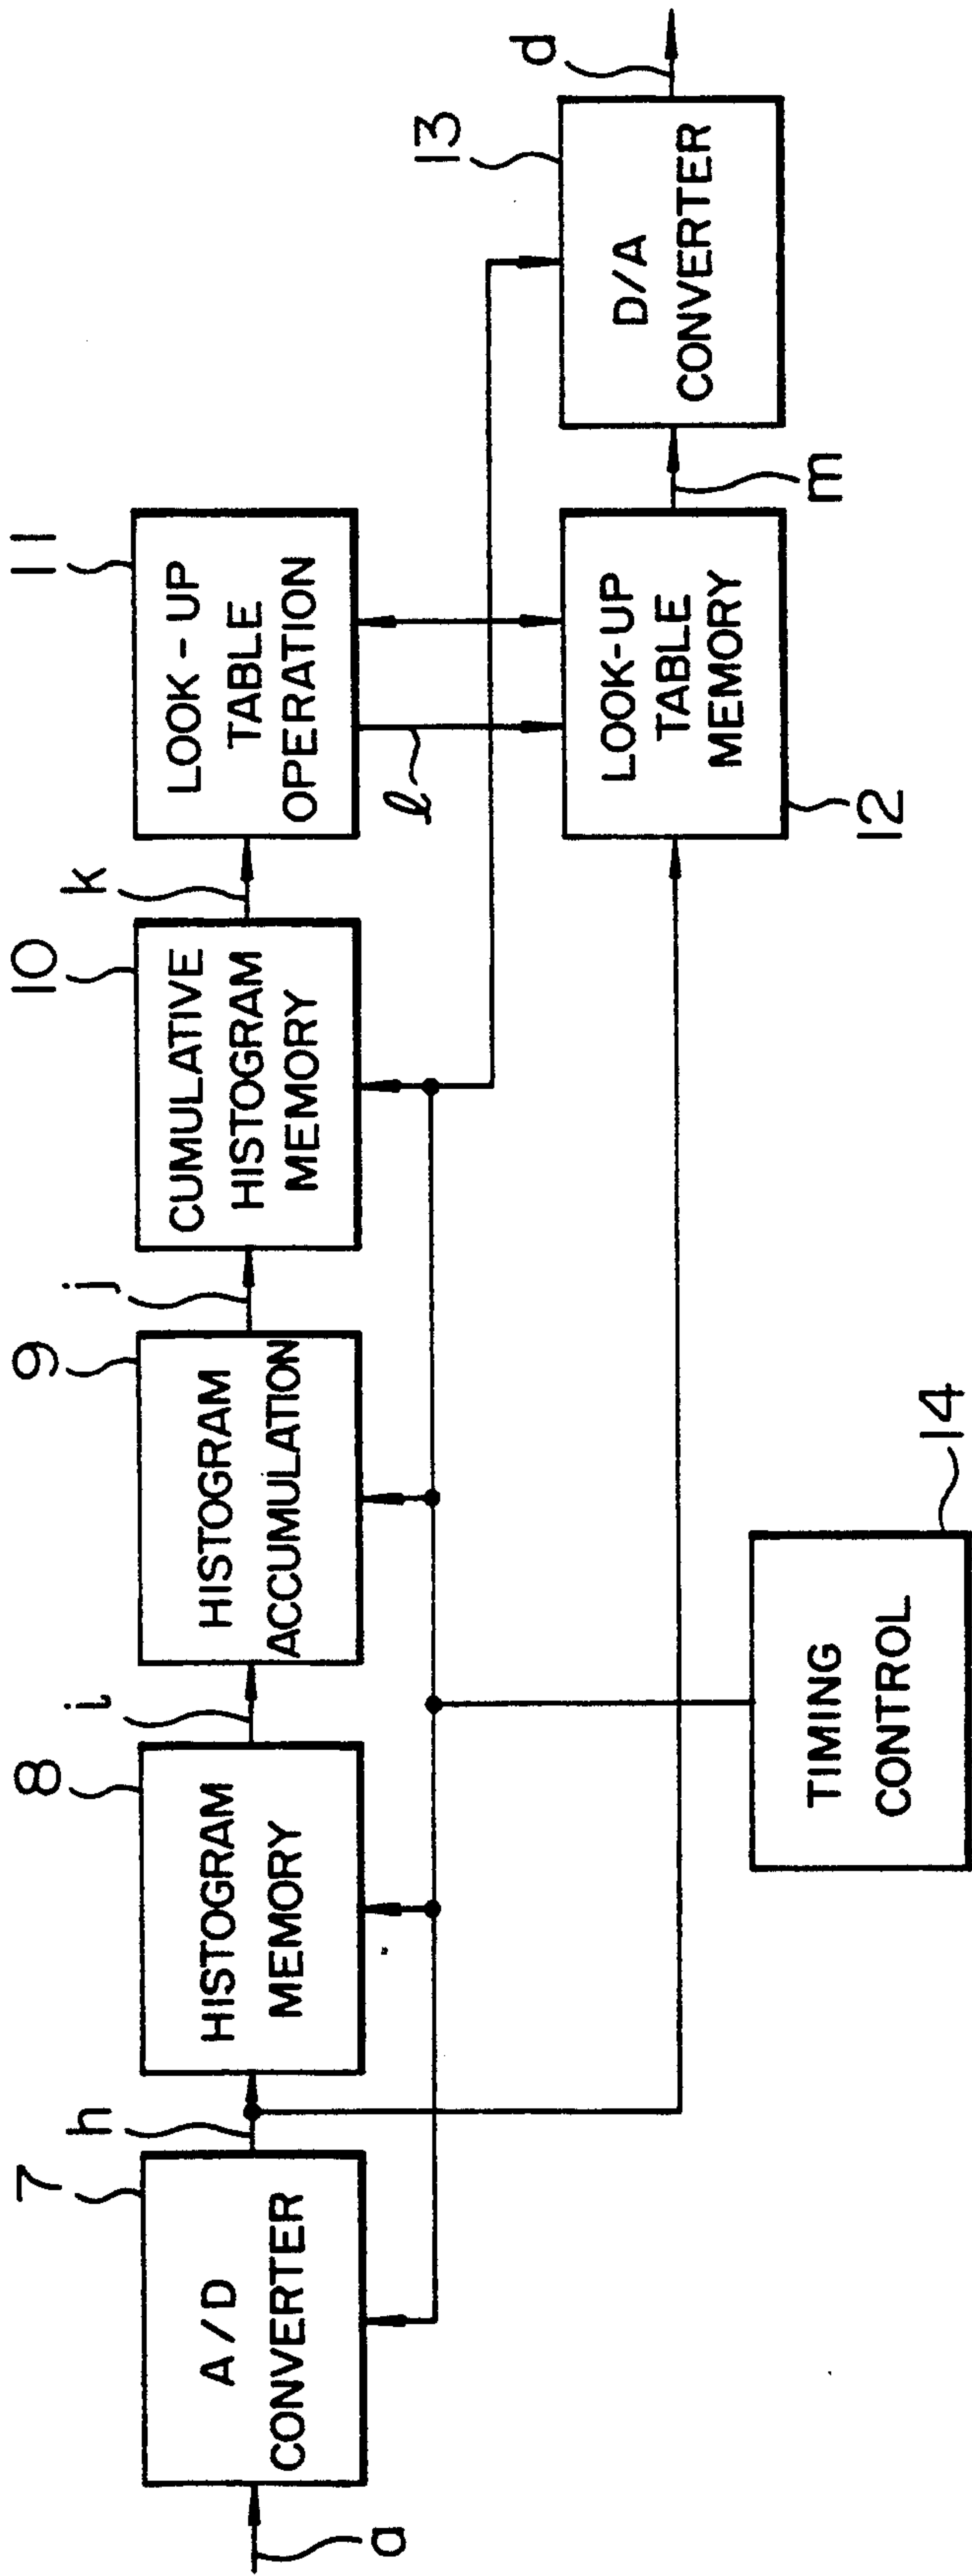 a
7
A/D
CONVERTER
h
8
HISTOGRAM
MEMORY
i
9
HISTOGRAM
ACCUMULATION
j
10
CUMULATIVE
HISTOGRAM
MEMORY
k
11
LOOK-UP
TABLE
OPERATION
ℓ
12
LOOK-UP
TABLE
MEMORY
m
13
D/A
CONVERTER
d
14
TIMING
CONTROL